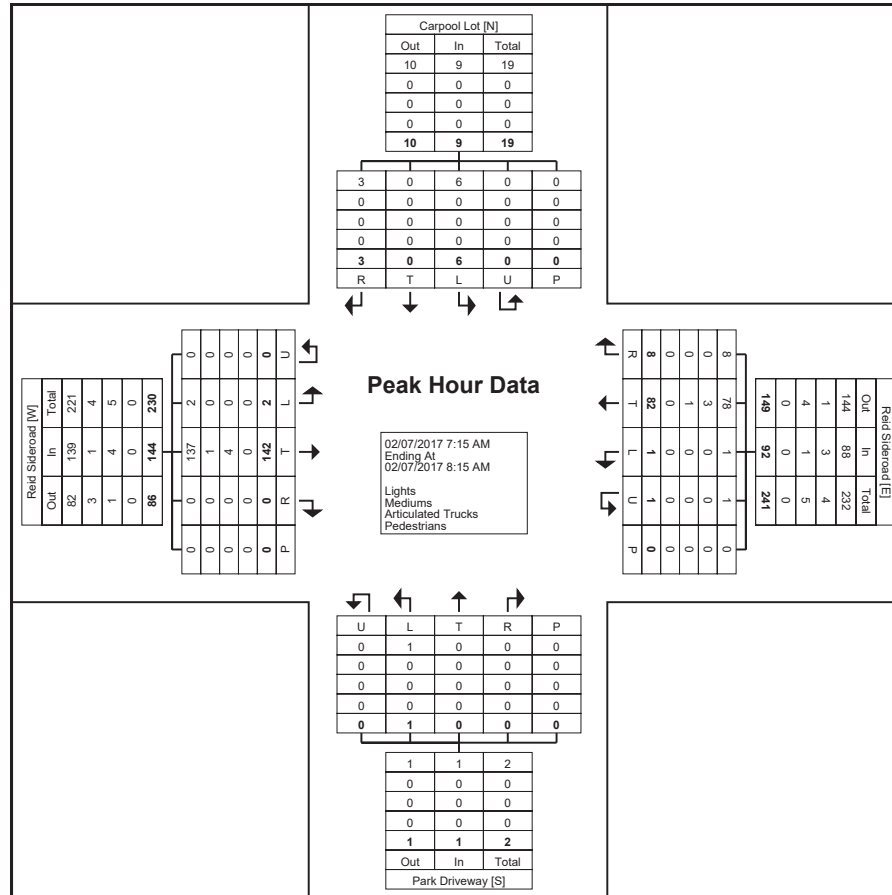 Carpool Lot [N]
Out In Total
10 9 19
0 0 0
0 0 0
0 0 0
10 9 19
3 0 6 0 0
0 0 0 0 0
0 0 0 0 0
0 0 0 0 0
3 0 6 0 0
R T L U P
U L T R P
0 2 142 0 0
0 0 0 0 0
0 0 4 0 0
0 0 1 0 0
0 2 137 0 0
230 144 86
0 0 0
5 4 1
4 1 3
221 139 82
Total In Out
Reid Sideroad [W]
Peak Hour Data
02/07/2017 7:15 AM
Ending At
02/07/2017 8:15 AM
Lights
Mediums
Articulated Trucks
Pedestrians
Reid Sideroad [E]
Out In Total
144 88 232
1 3 4
4 1 5
0 0 0
149 92 241
8 78 1 1 0
0 3 0 0 0
0 1 0 0 0
0 0 0 0 0
8 82 1 1 0
R T L U P
U L T R P
0 1 0 0 0
0 0 0 0 0
0 0 0 0 0
0 0 0 0 0
0 1 0 0 0
1 1 2
0 0 0
0 0 0
0 0 0
1 1 2
Out In Total
Park Driveway [S]